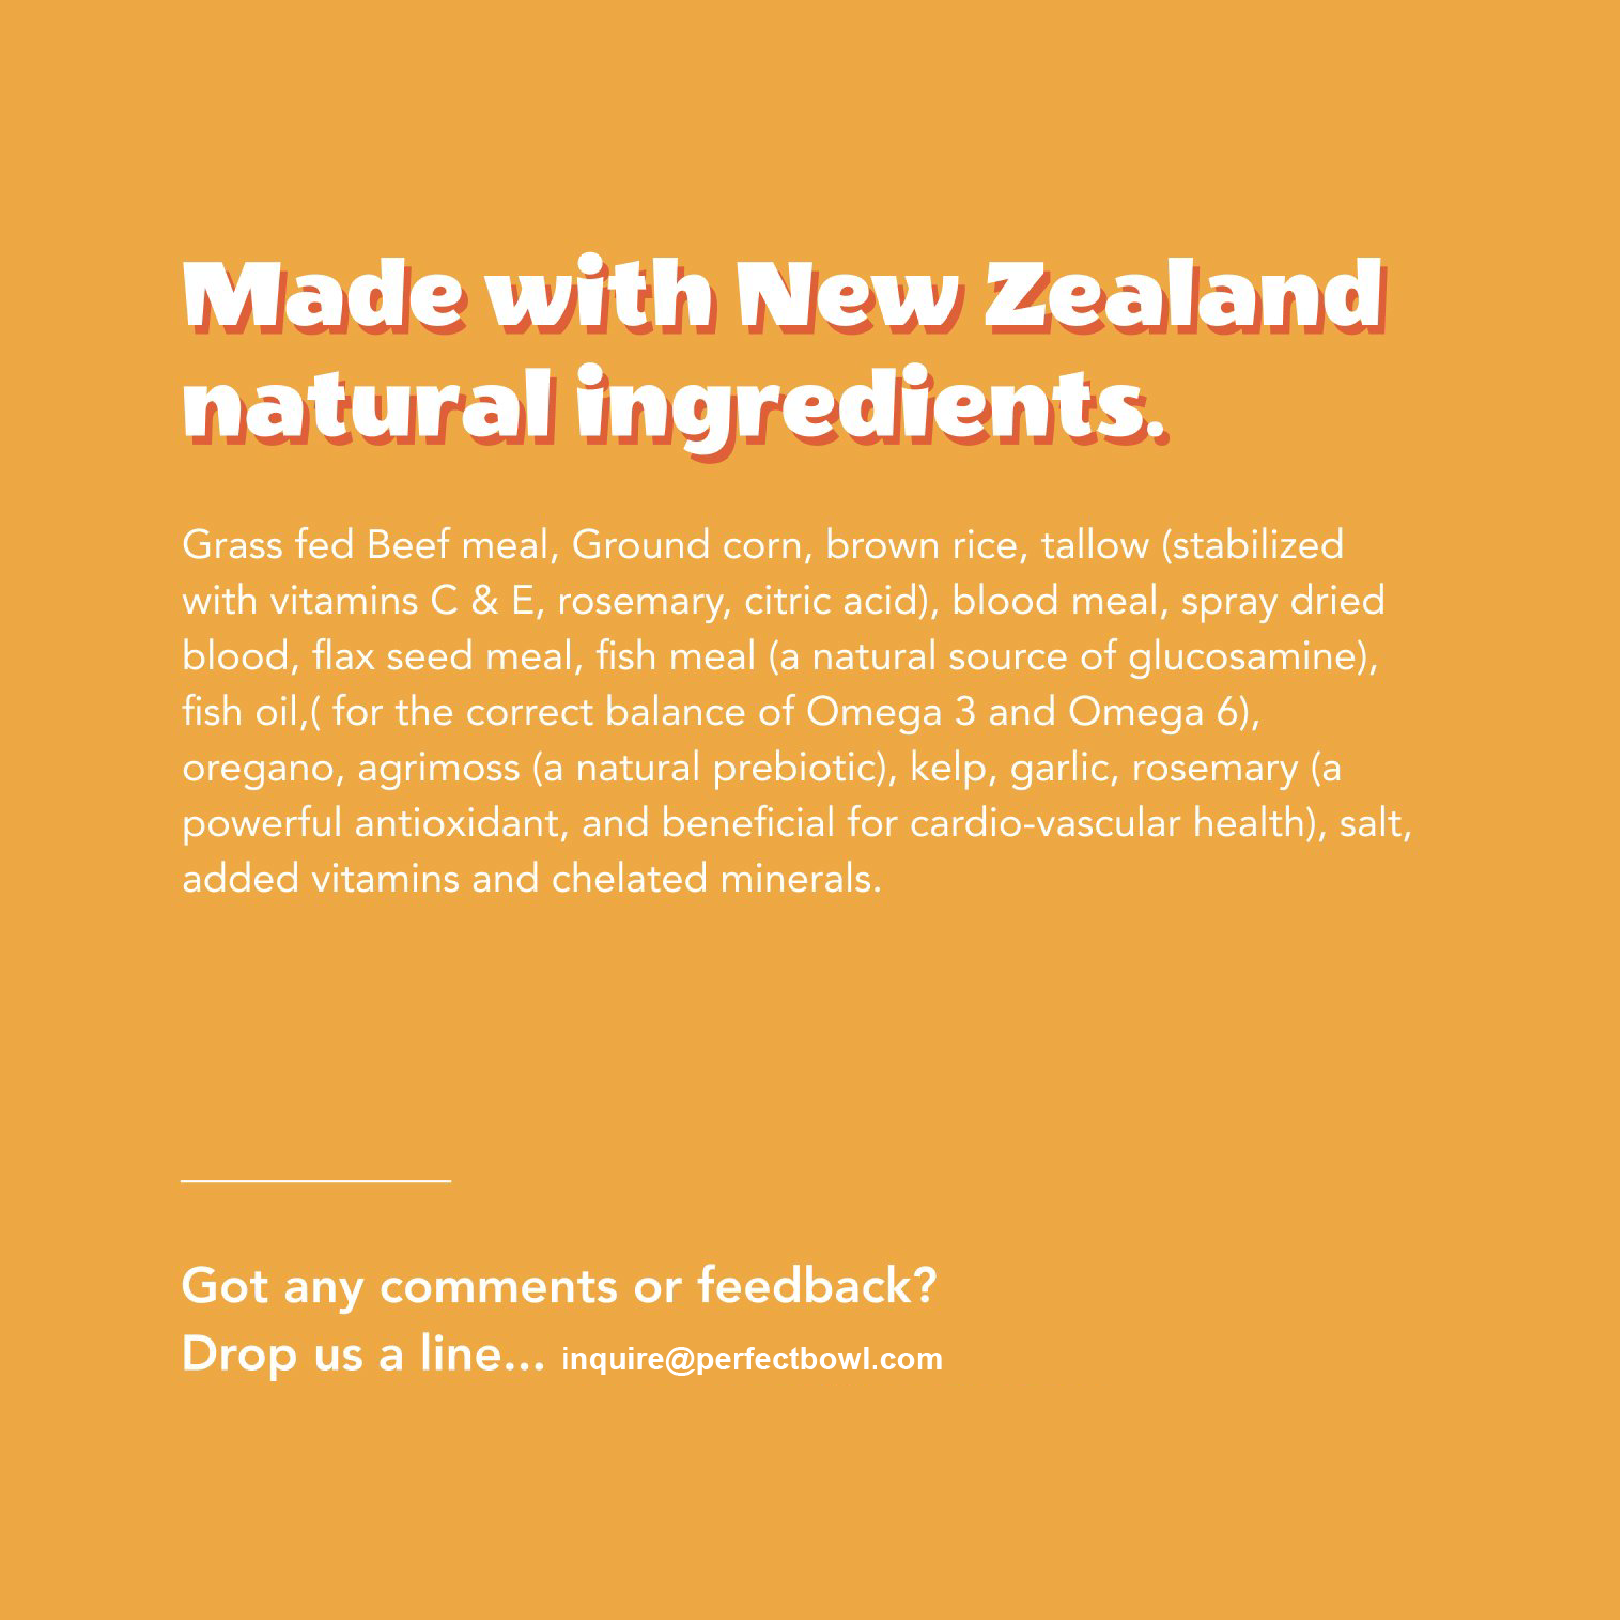 Made with New Zealand
natural ingredients.
Grass fed Beef meal, Ground corn, brown rice, tallow (stabilized
with vitamins C & E, rosemary, citric acid), blood meal, spray dried
blood, flax seed meal, fish meal (a natural source of glucosamine),
fish oil,( for the correct balance of Omega 3 and Omega 6),
oregano, agrimoss (a natural prebiotic), kelp, garlic, rosemary (a
powerful antioxidant, and beneficial for cardio-vascular health), salt,
added vitamins and chelated minerals.
Got any comments or feedback?
Drop us a line... inquire@perfectbowl.com